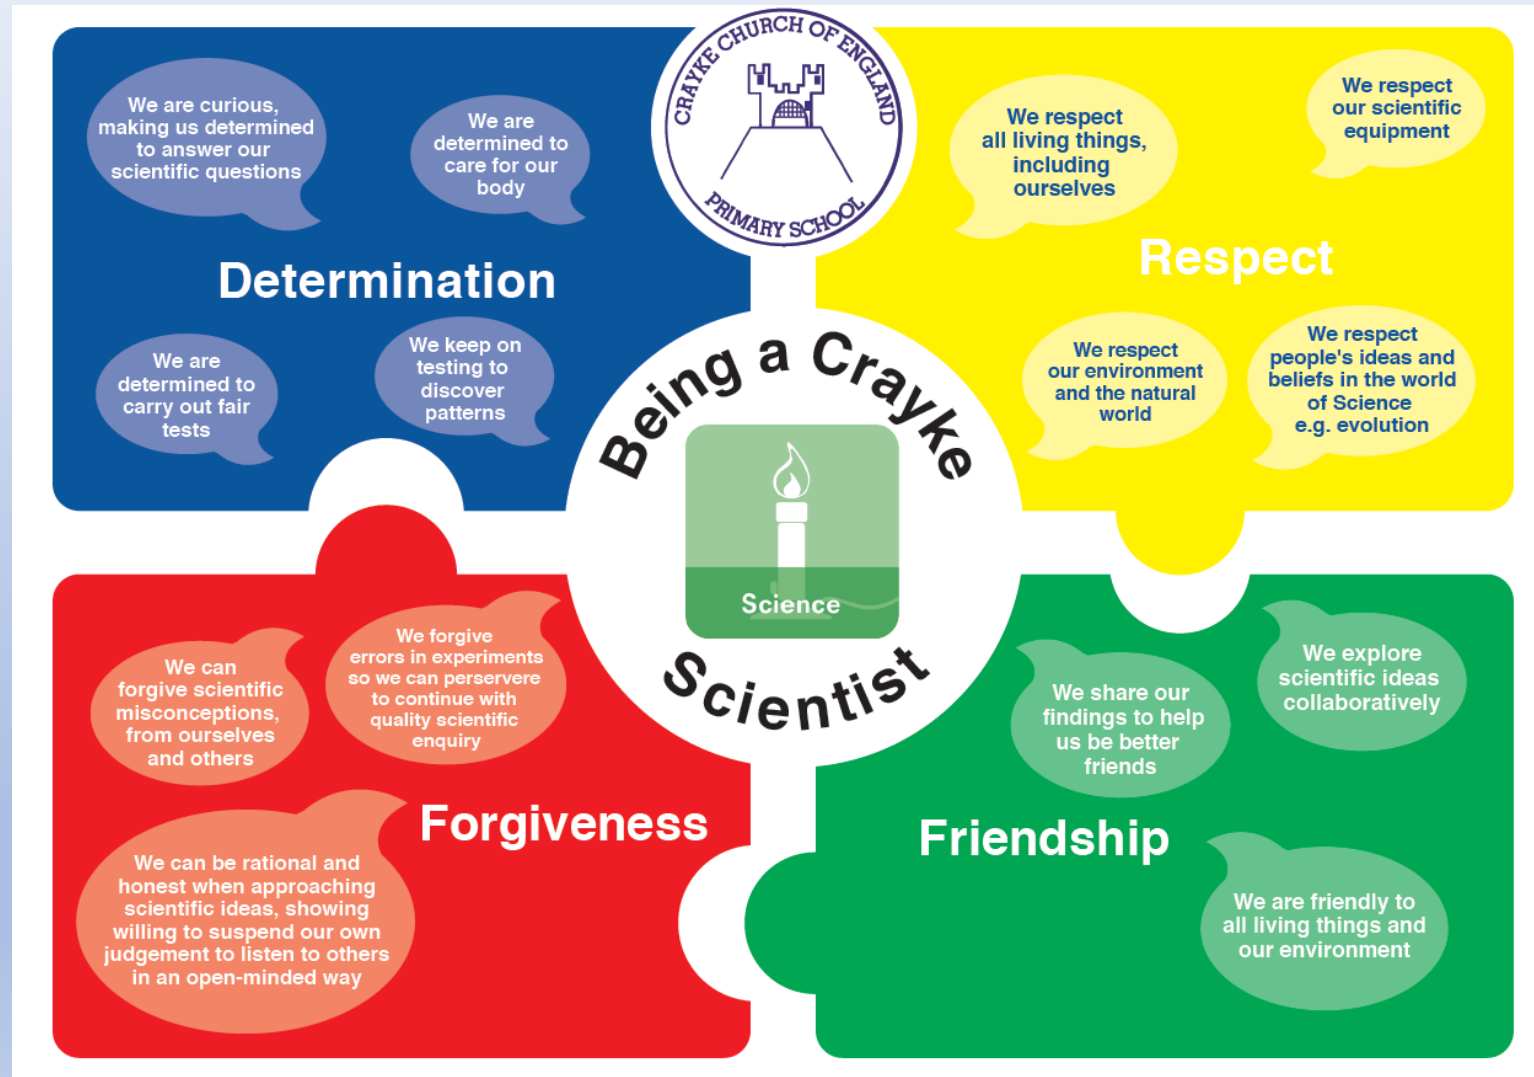 CRAYKE CHURCH OF ENGLAND
PRIMARY SCHOOL
We are curious,
making us determined
to answer our
scientific questions
We are
determined to
care for our
body
Determination
We are
determined to
carry out fair
tests
We keep on
testing to
discover
patterns
We respect
all living things,
including
ourselves
We respect
our scientific
equipment
Respect
We respect
our environment
and the natural
world
We respect
people's ideas and
beliefs in the world
of Science
e.g. evolution
Being a Crayke
Science
Scientist
We can
forgive scientific
misconceptions,
from ourselves
and others
We forgive
errors in experiments
so we can perservere
to continue with
quality scientific
enquiry
Forgiveness
We can be rational and
honest when approaching
scientific ideas, showing
willing to suspend our own
judgement to listen to others
in an open-minded way
We share our
findings to help
us be better
friends
We explore
scientific ideas
collaboratively
Friendship
We are friendly to
all living things and
our environment